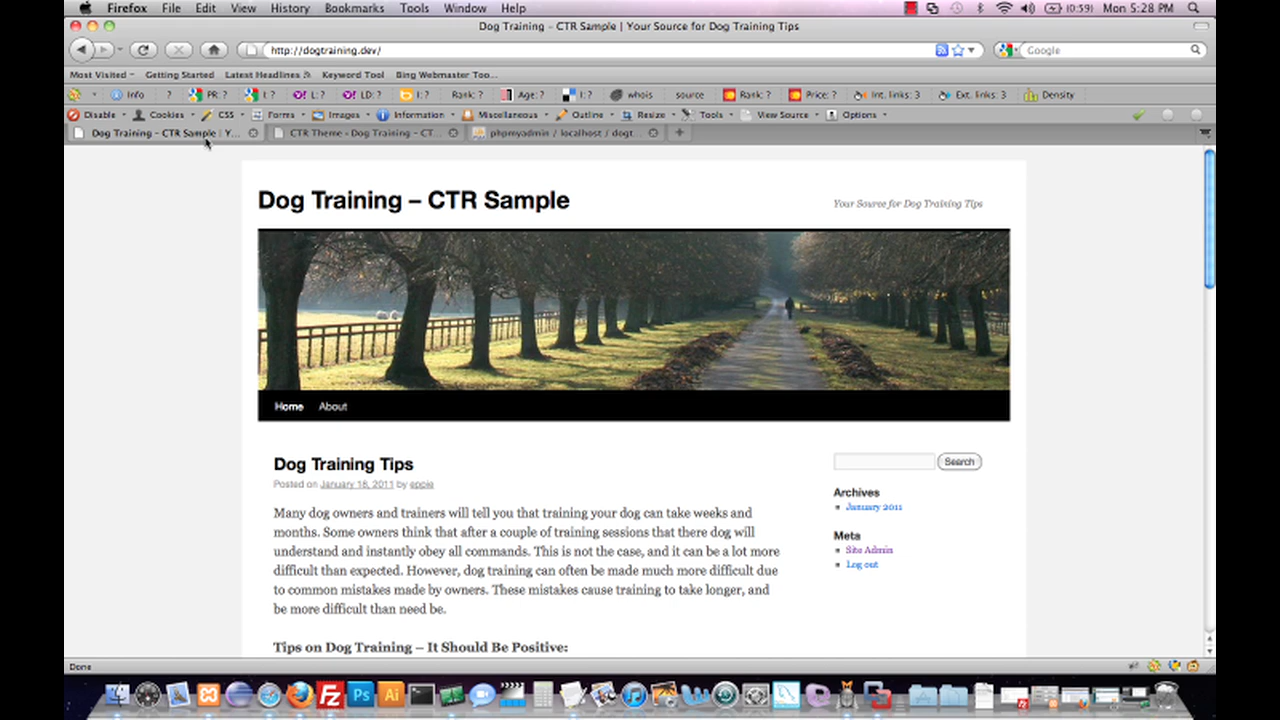 Firefox File Edit View History Bookmarks Tools Window Help (0:59) Mon 5:28 PM
Dog Training – CTR Sample | Your Source for Dog Training Tips
http://dogtraining.dev/ Google
Most Visited Getting Started Latest Headlines Keyword Tool Bing Webmaster Too...
Info ? PR: ? I: ? L: ? LD: ? I: ? Rank: ? Age: ? I: ? whois source Rank: ? Price: ? Int. links: 3 Ext. links: 3 Density
Disable Cookies CSS Forms Images Information Miscellaneous Outline Resize Tools View Source Options
Dog Training – CTR Sample | Y... CTR Theme – Dog Training – CT... phpmyadmin / localhost / dogt...
Dog Training – CTR Sample
Your Source for Dog Training Tips
Home About
Dog Training Tips
Posted on January 18, 2011 by eppie
Many dog owners and trainers will tell you that training your dog can take weeks and
months. Some owners think that after a couple of training sessions that there dog will
understand and instantly obey all commands. This is not the case, and it can be a lot more
difficult than expected. However, dog training can often be made much more difficult due
to common mistakes made by owners. These mistakes cause training to take longer, and
be more difficult than need be.
Tips on Dog Training – It Should Be Positive:
Search
Archives
January 2011
Meta
Site Admin
Log out
Done
Fz Ps Ai